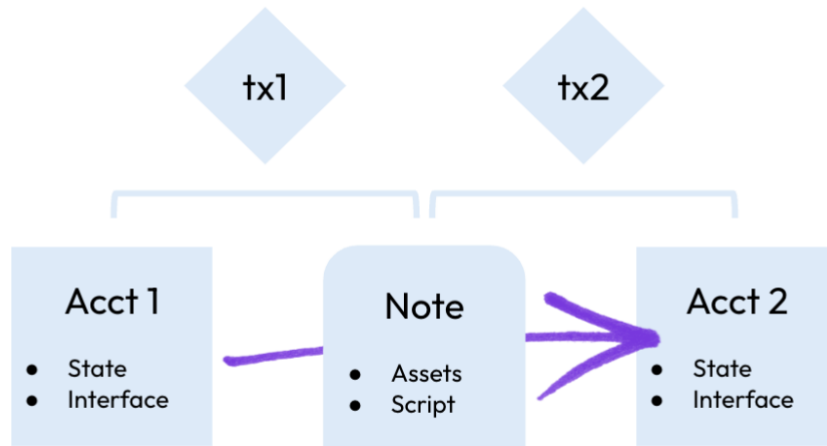 tx1
tx2
Acct 1
● State
● Interface
Note
● Assets
● Script
Acct 2
● State
● Interface